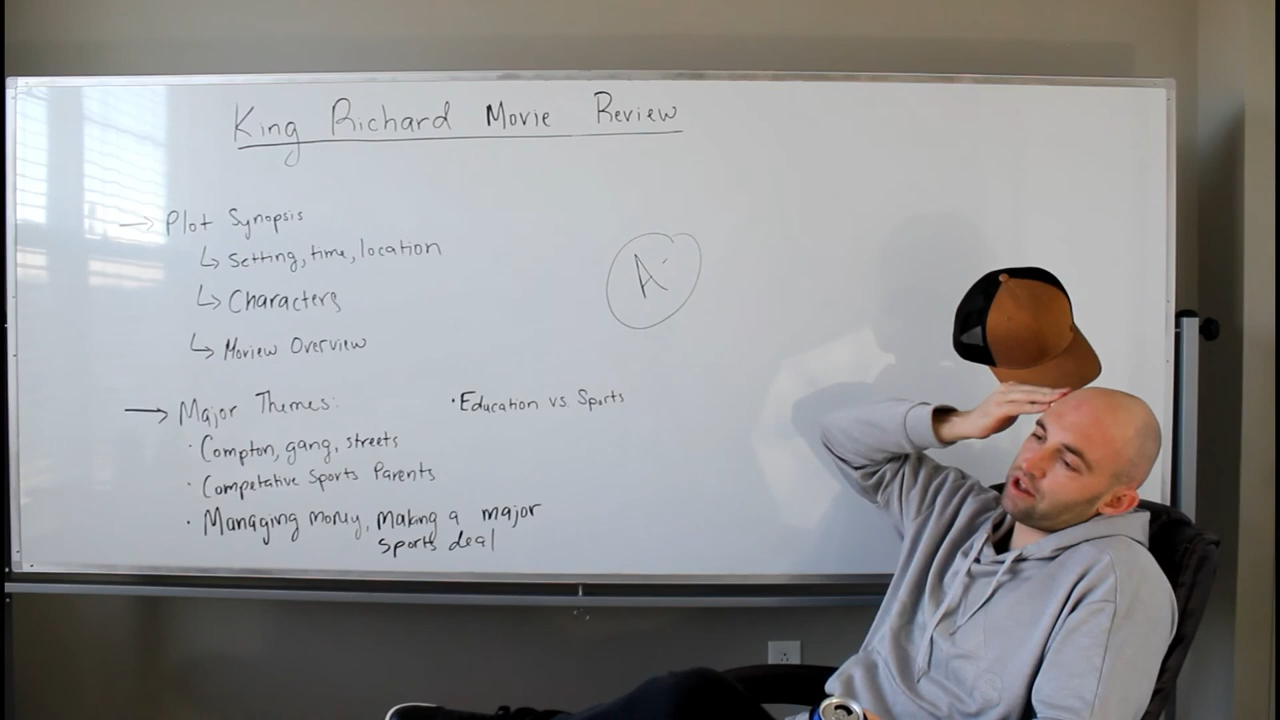 King Richard Movie Review
→ Plot Synopsis
↳ Setting, time, location
↳ Characters
↳ Moview Overview
A-
→ Major Themes:
• Education vs. Sports
• Compton, gang, streets
• Competative Sports Parents
• Managing money, making a major
sports deal